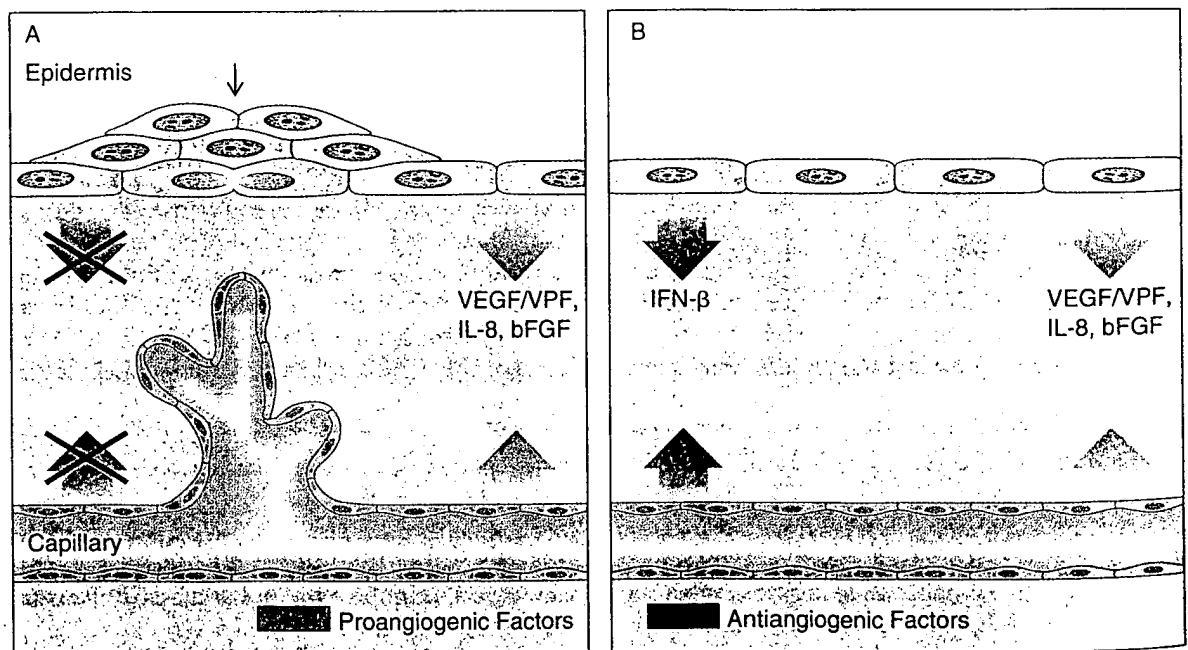 A
Epidermis
VEGF/VPF,
IL-8, bFGF
Capillary
Proangiogenic Factors
B
IFN-β
VEGF/VPF,
IL-8, bFGF
Antiangiogenic Factors